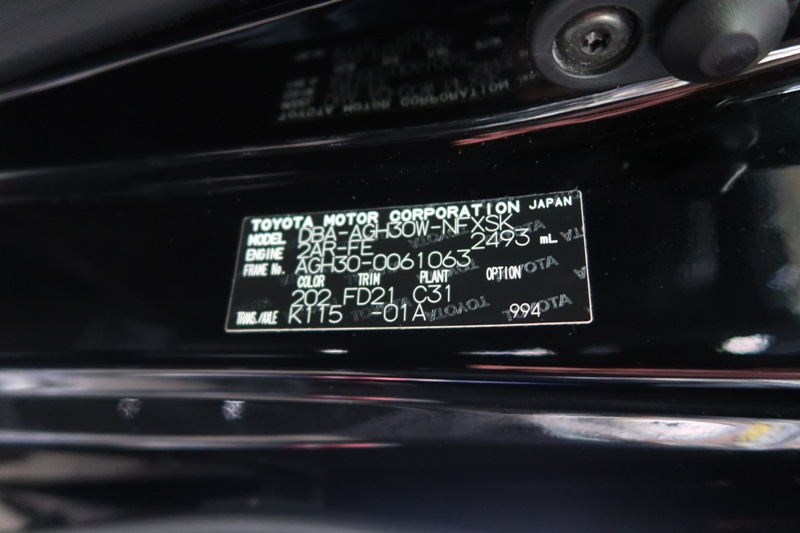 TOYOTA MOTOR CORPORATION JAPAN
MODEL DBA-AGH30W-NFXSK
ENGINE 2AR-FE 2493 mL
FRAME No. AGH30-0061063
COLOR TRIM PLANT OPTION
202 FD21 C31
TRANS./AXLE K115 -01A 994